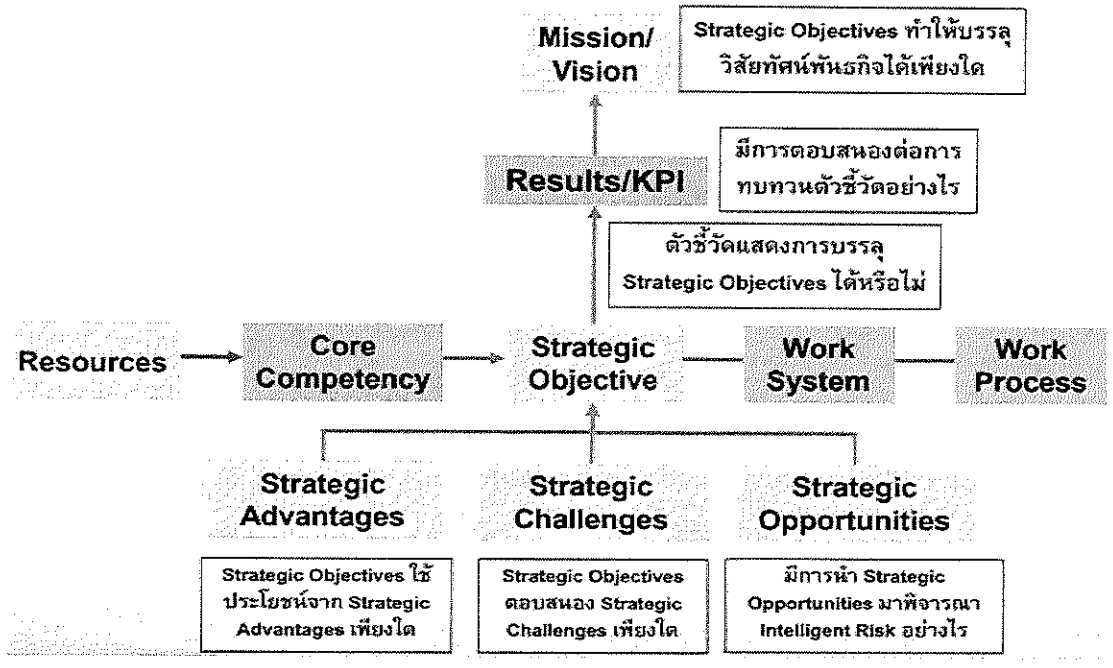 Mission/
Vision
Strategic Objectives ทำให้บรรลุ
วิสัยทัศน์พันธกิจได้เพียงใด
Results/KPI
มีการตอบสนองต่อการ
ทบทวนตัวชี้วัดอย่างไร
ตัวชี้วัดแสดงการบรรลุ
Strategic Objectives ได้หรือไม่
Resources
Core
Competency
Strategic
Objective
Work
System
Work
Process
Strategic
Advantages
Strategic
Challenges
Strategic
Opportunities
Strategic Objectives ใช้
ประโยชน์จาก Strategic
Advantages เพียงใด
Strategic Objectives
ตอบสนอง Strategic
Challenges เพียงใด
มีการนำ Strategic
Opportunities มาพิจารณา
Intelligent Risk อย่างไร